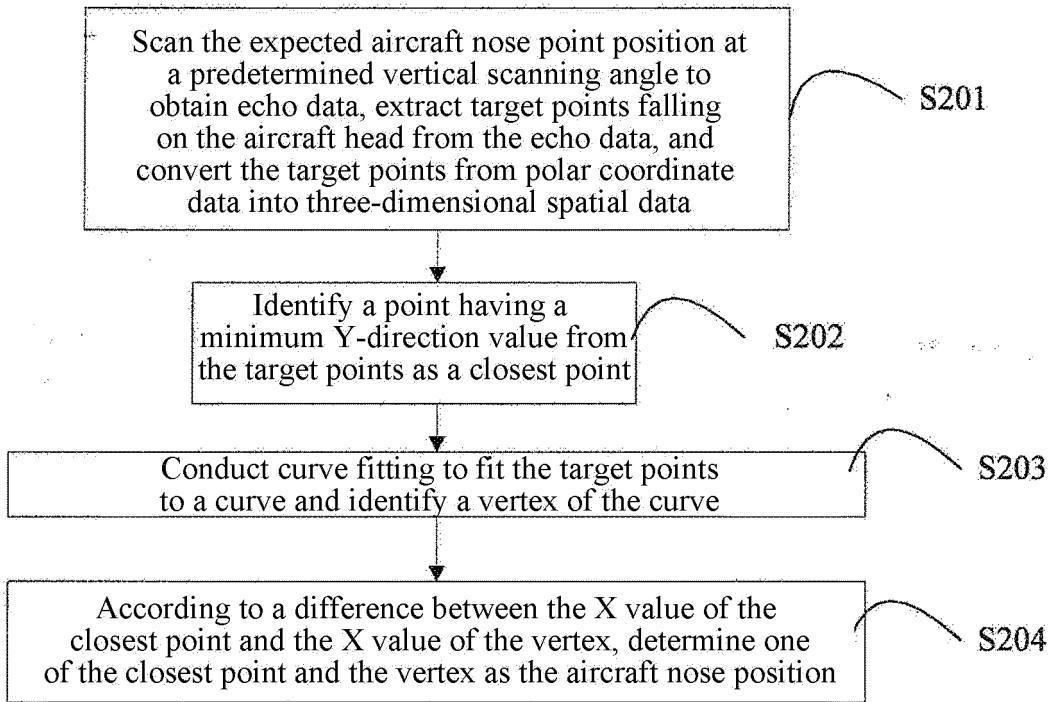 Scan the expected aircraft nose point position at
a predetermined vertical scanning angle to
obtain echo data, extract target points falling
on the aircraft head from the echo data, and
convert the target points from polar coordinate
data into three-dimensional spatial data
S201
Identify a point having a
minimum Y-direction value from
the target points as a closest point
S202
Conduct curve fitting to fit the target points
to a curve and identify a vertex of the curve
S203
According to a difference between the X value of the
closest point and the X value of the vertex, determine one
of the closest point and the vertex as the aircraft nose position
S204